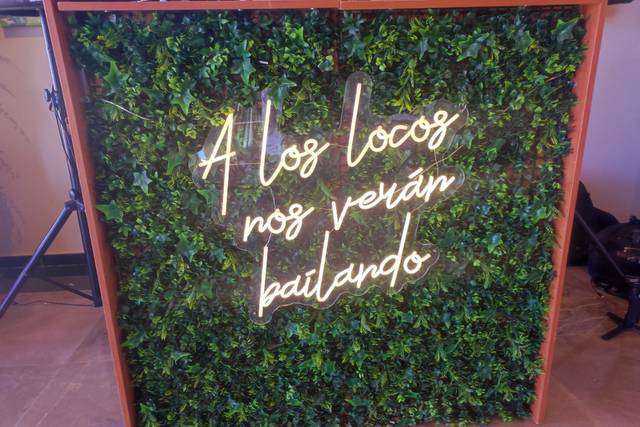 A los locos
nos verán
bailando